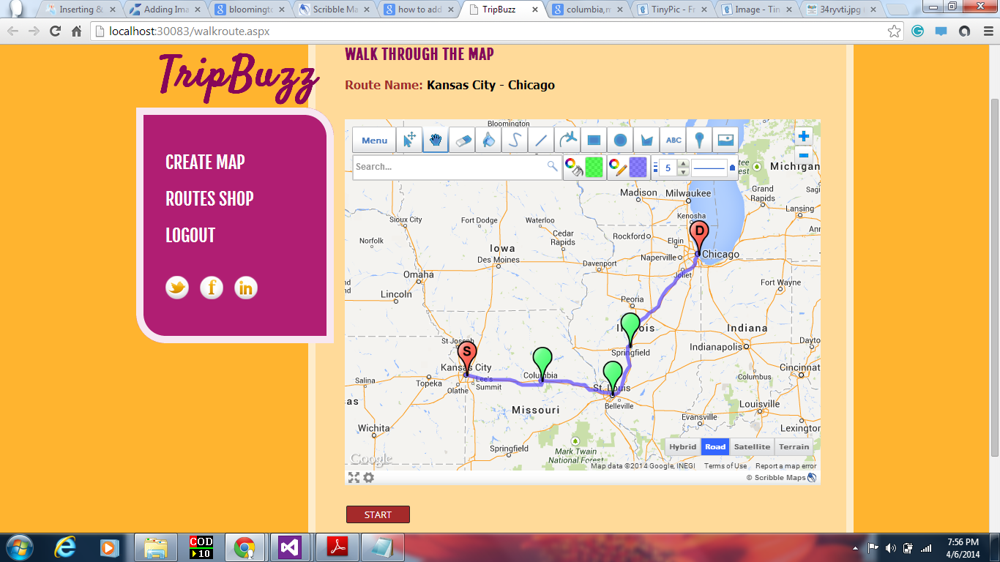 Inserting &
Adding Ima
bloomingto
Scribble Ma
how to add
TripBuzz
columbia,m
TinyPic - Fr
Image - Tin
34ryvti.jpg
localhost:30083/walkroute.aspx
TripBuzz
CREATE MAP
ROUTES SHOP
LOGOUT
WALK THROUGH THE MAP
Route Name: Kansas City - Chicago
Bloomington
Menu
ABC
Search...
5
Michigan
Madison
Milwaukee
Grand Rapids
Sagi
Lansing
Sioux City
Fort Dodge
Waterloo
Kenosha
Ann
Norfolk
Cedar Rapids
Rockford
Elgin
D
Iowa
Des Moines
Davenport
Naperville
Chicago
Omaha
Joliet
Fort Wayne
Lincoln
Peoria
Illinois
Indiana
St Joseph
Springfield
Indianapolis
Dayto
S
Kansas City
Columbia
Cincinnat
Salina
Topeka
Lee's Summit
Olathe
St. Louis
Columbus
Belleville
as
Missouri
Louisville
Evansville
Lexington
Wichita
Springfield
Mark Twain National Forest
Hybrid
Road
Satellite
Terrain
Google
Map data ©2014 Google, INEGI
Terms of Use
Report a map error
© Scribble Maps
START
COD
10
7:56 PM
4/6/2014